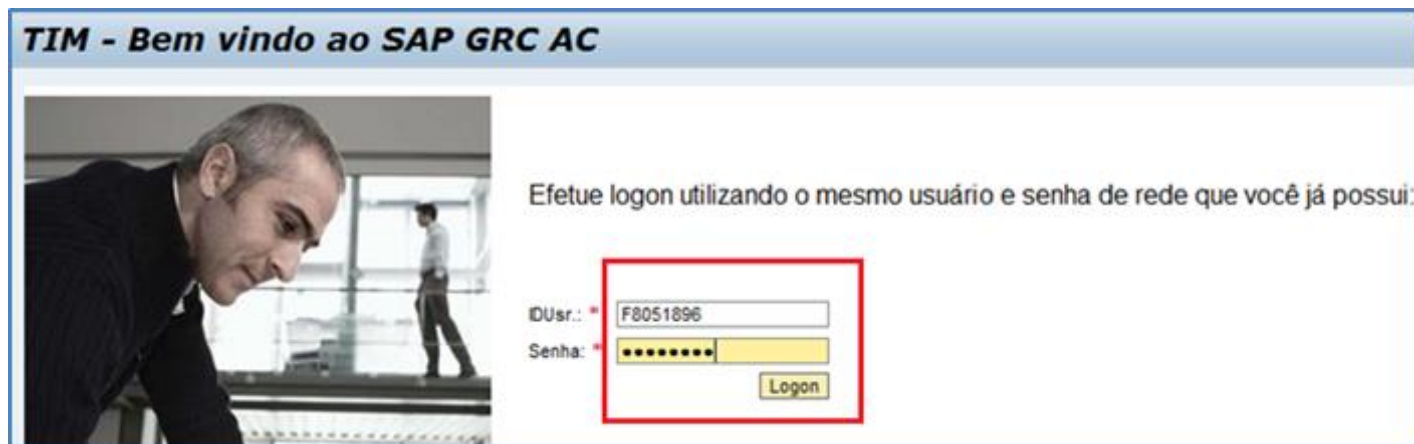 TIM - Bem vindo ao SAP GRC AC
Efetue logon utilizando o mesmo usuário e senha de rede que você já possui:
IDUsr.: * F8051896
Senha: * ••••••••
Logon